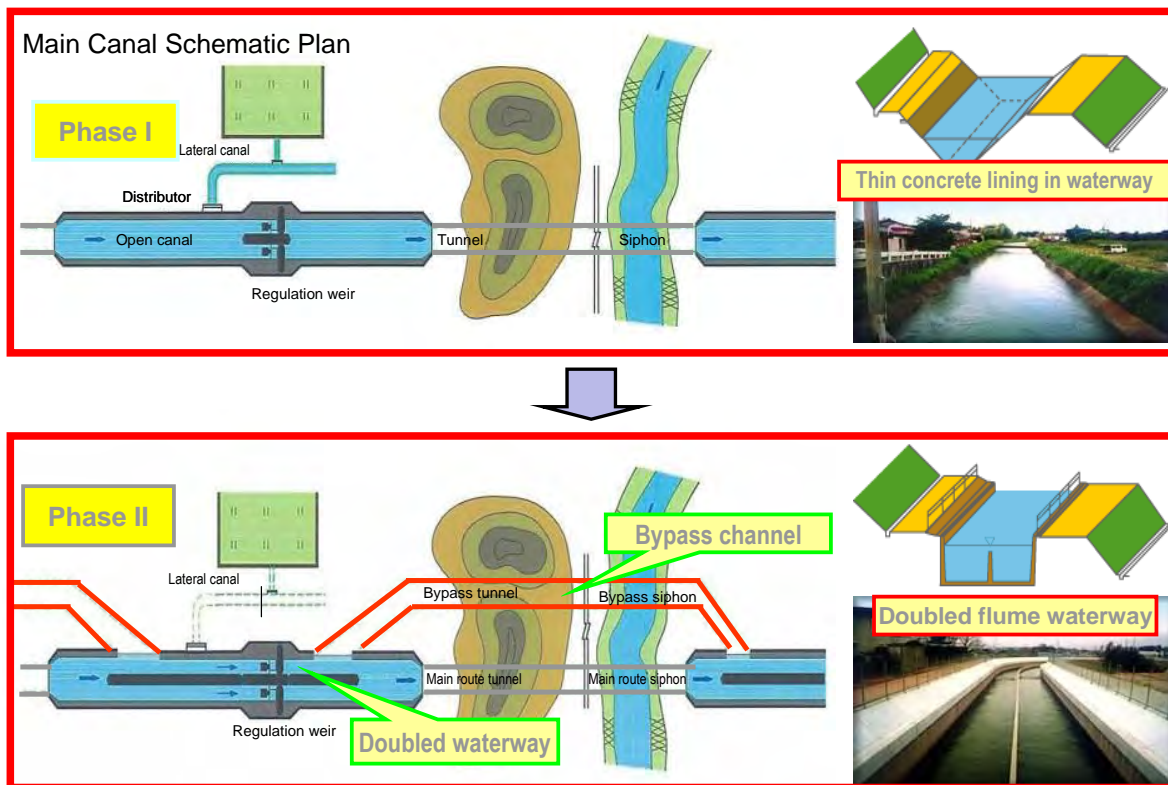 Main Canal Schematic Plan
Phase I
Lateral canal
Distributor
Open canal
Tunnel
Siphon
Regulation weir
Thin concrete lining in waterway
Phase II
Bypass channel
Lateral canal
Bypass tunnel
Bypass siphon
Doubled flume waterway
Main route tunnel
Main route siphon
Regulation weir
Doubled waterway